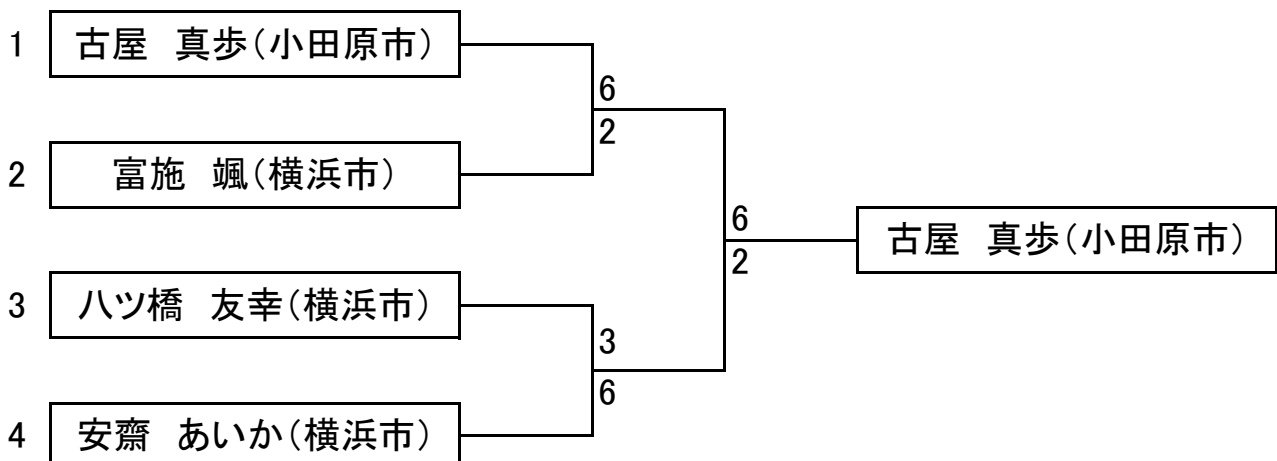 1 古屋　真歩(小田原市)
6
2
2 富施　颯(横浜市)
6
2
古屋　真歩(小田原市)
3 八ツ橋　友幸(横浜市)
3
6
4 安齋　あいか(横浜市)